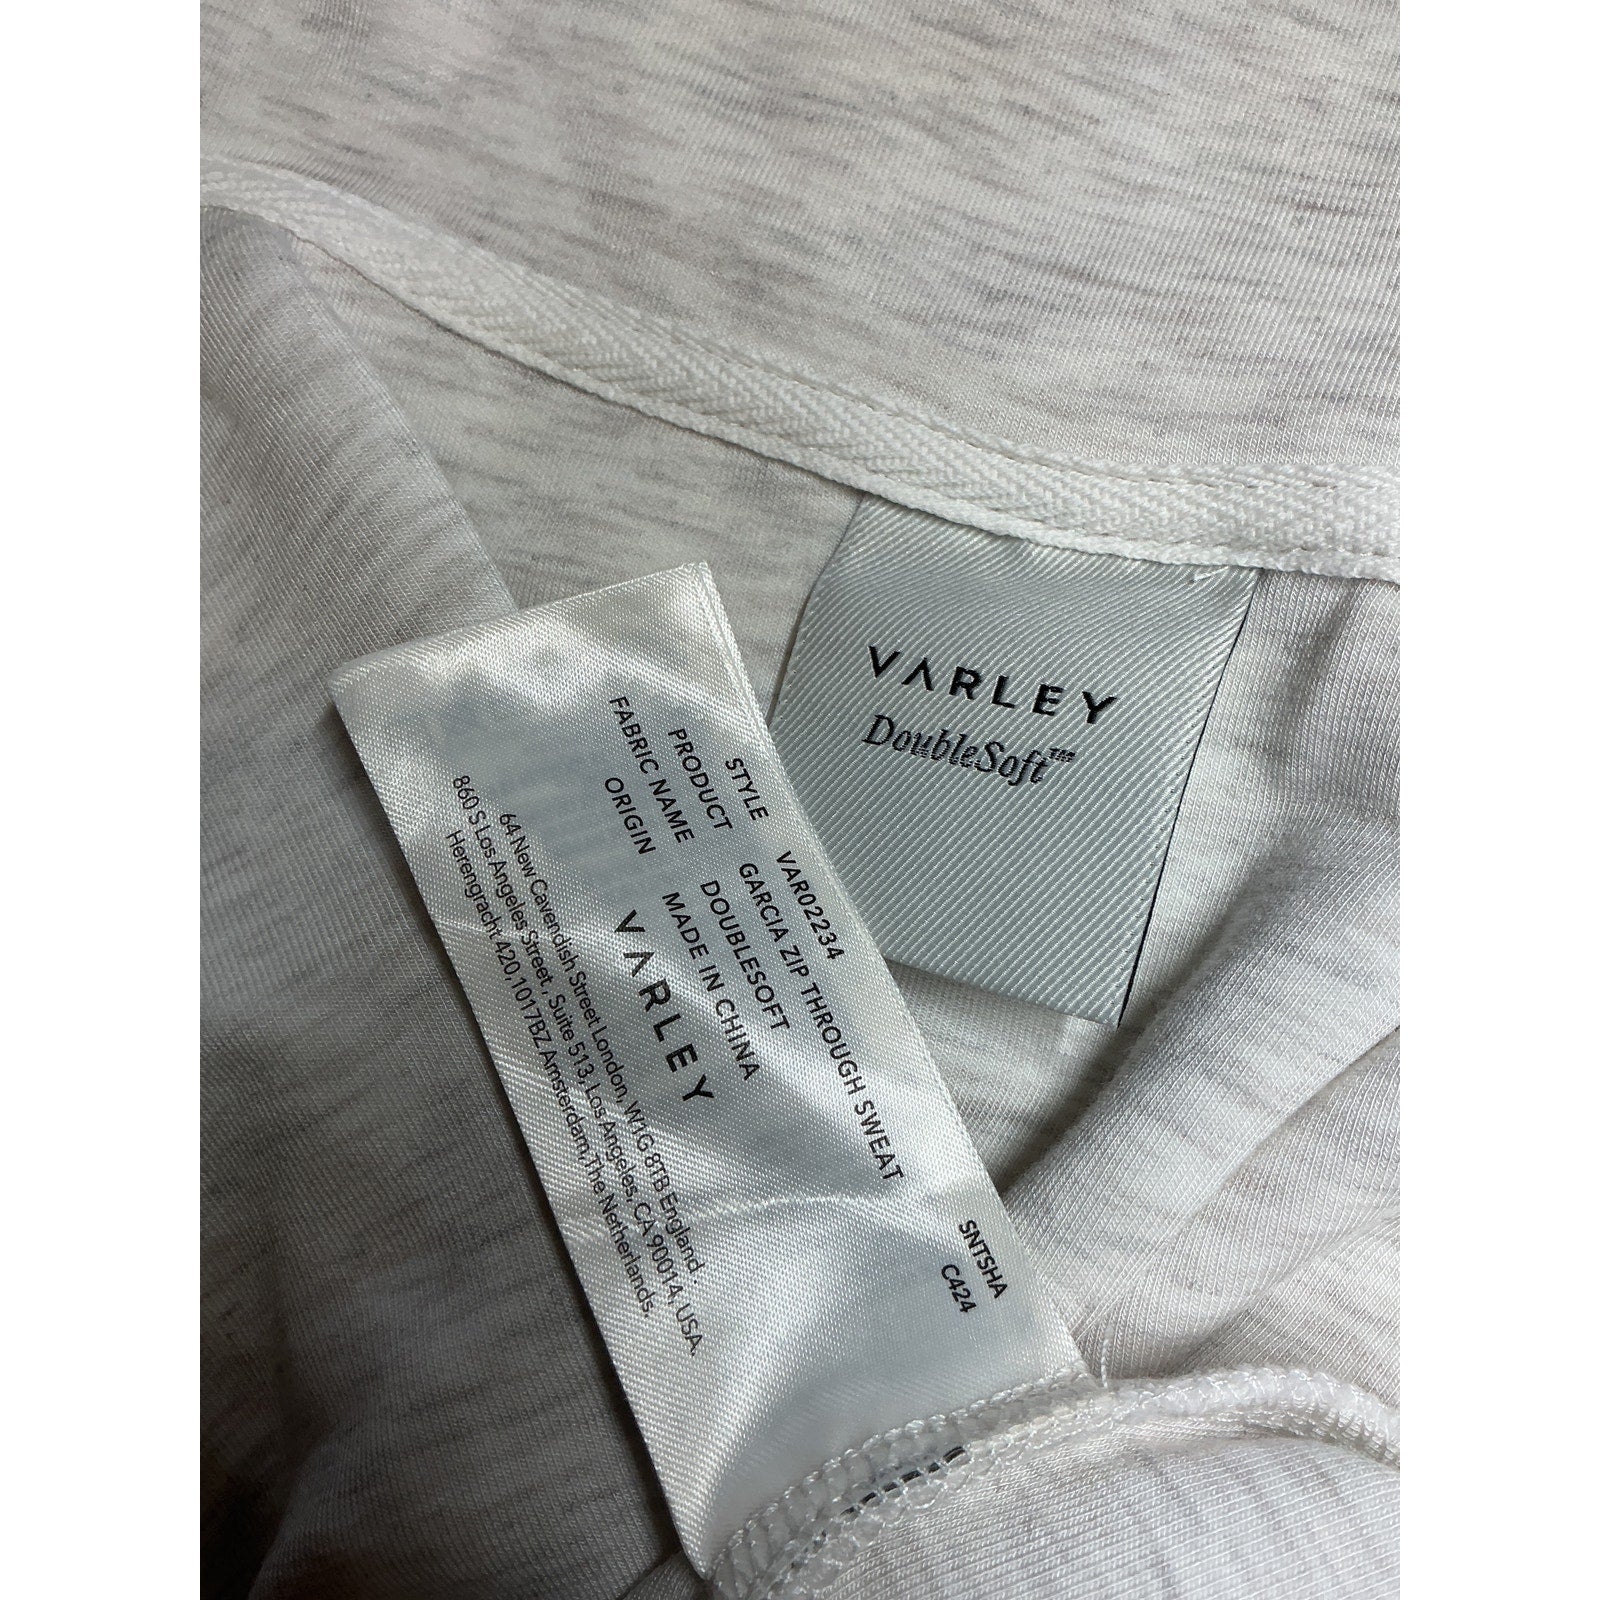 VARLEY
DoubleSoft™
STYLE VAR02234
PRODUCT GARCIA ZIP THROUGH SWEAT
FABRIC NAME DOUBLESOFT
ORIGIN MADE IN CHINA
VARLEY
64 New Cavendish Street London, W1G 8TB England.
860 S Los Angeles Street, Suite 513, Los Angeles, CA 90014, USA.
Herengracht 420,1017BZ Amsterdam,The Netherlands.
SNTSHA
C424